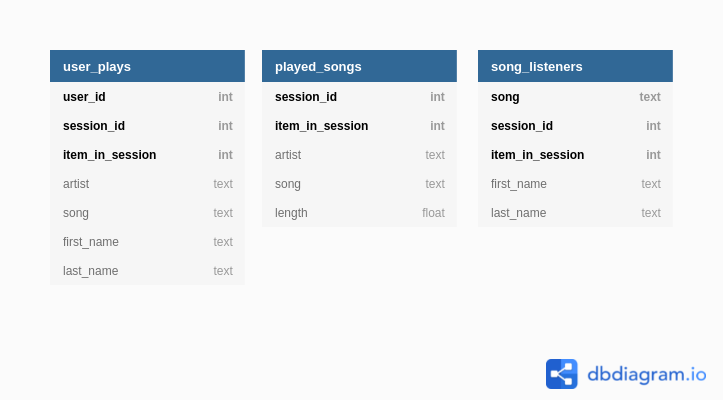 user_plays
user_id int
session_id int
item_in_session int
artist text
song text
first_name text
last_name text
played_songs
session_id int
item_in_session int
artist text
song text
length float
song_listeners
song text
session_id int
item_in_session int
first_name text
last_name text
dbdiagram.io